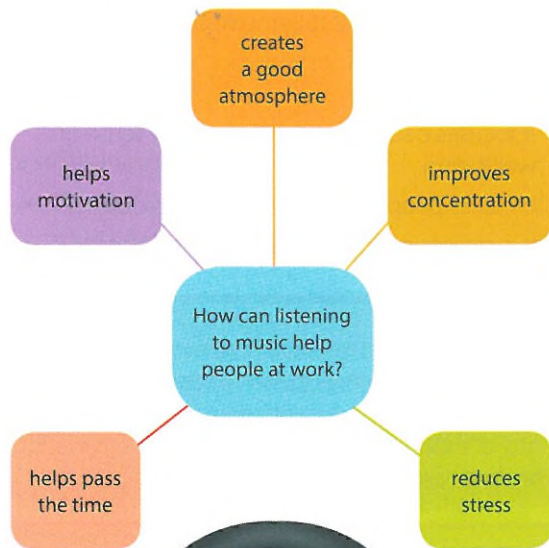 creates
a good
atmosphere
helps
motivation
improves
concentration
How can listening
to music help
people at work?
helps pass
the time
reduces
stress